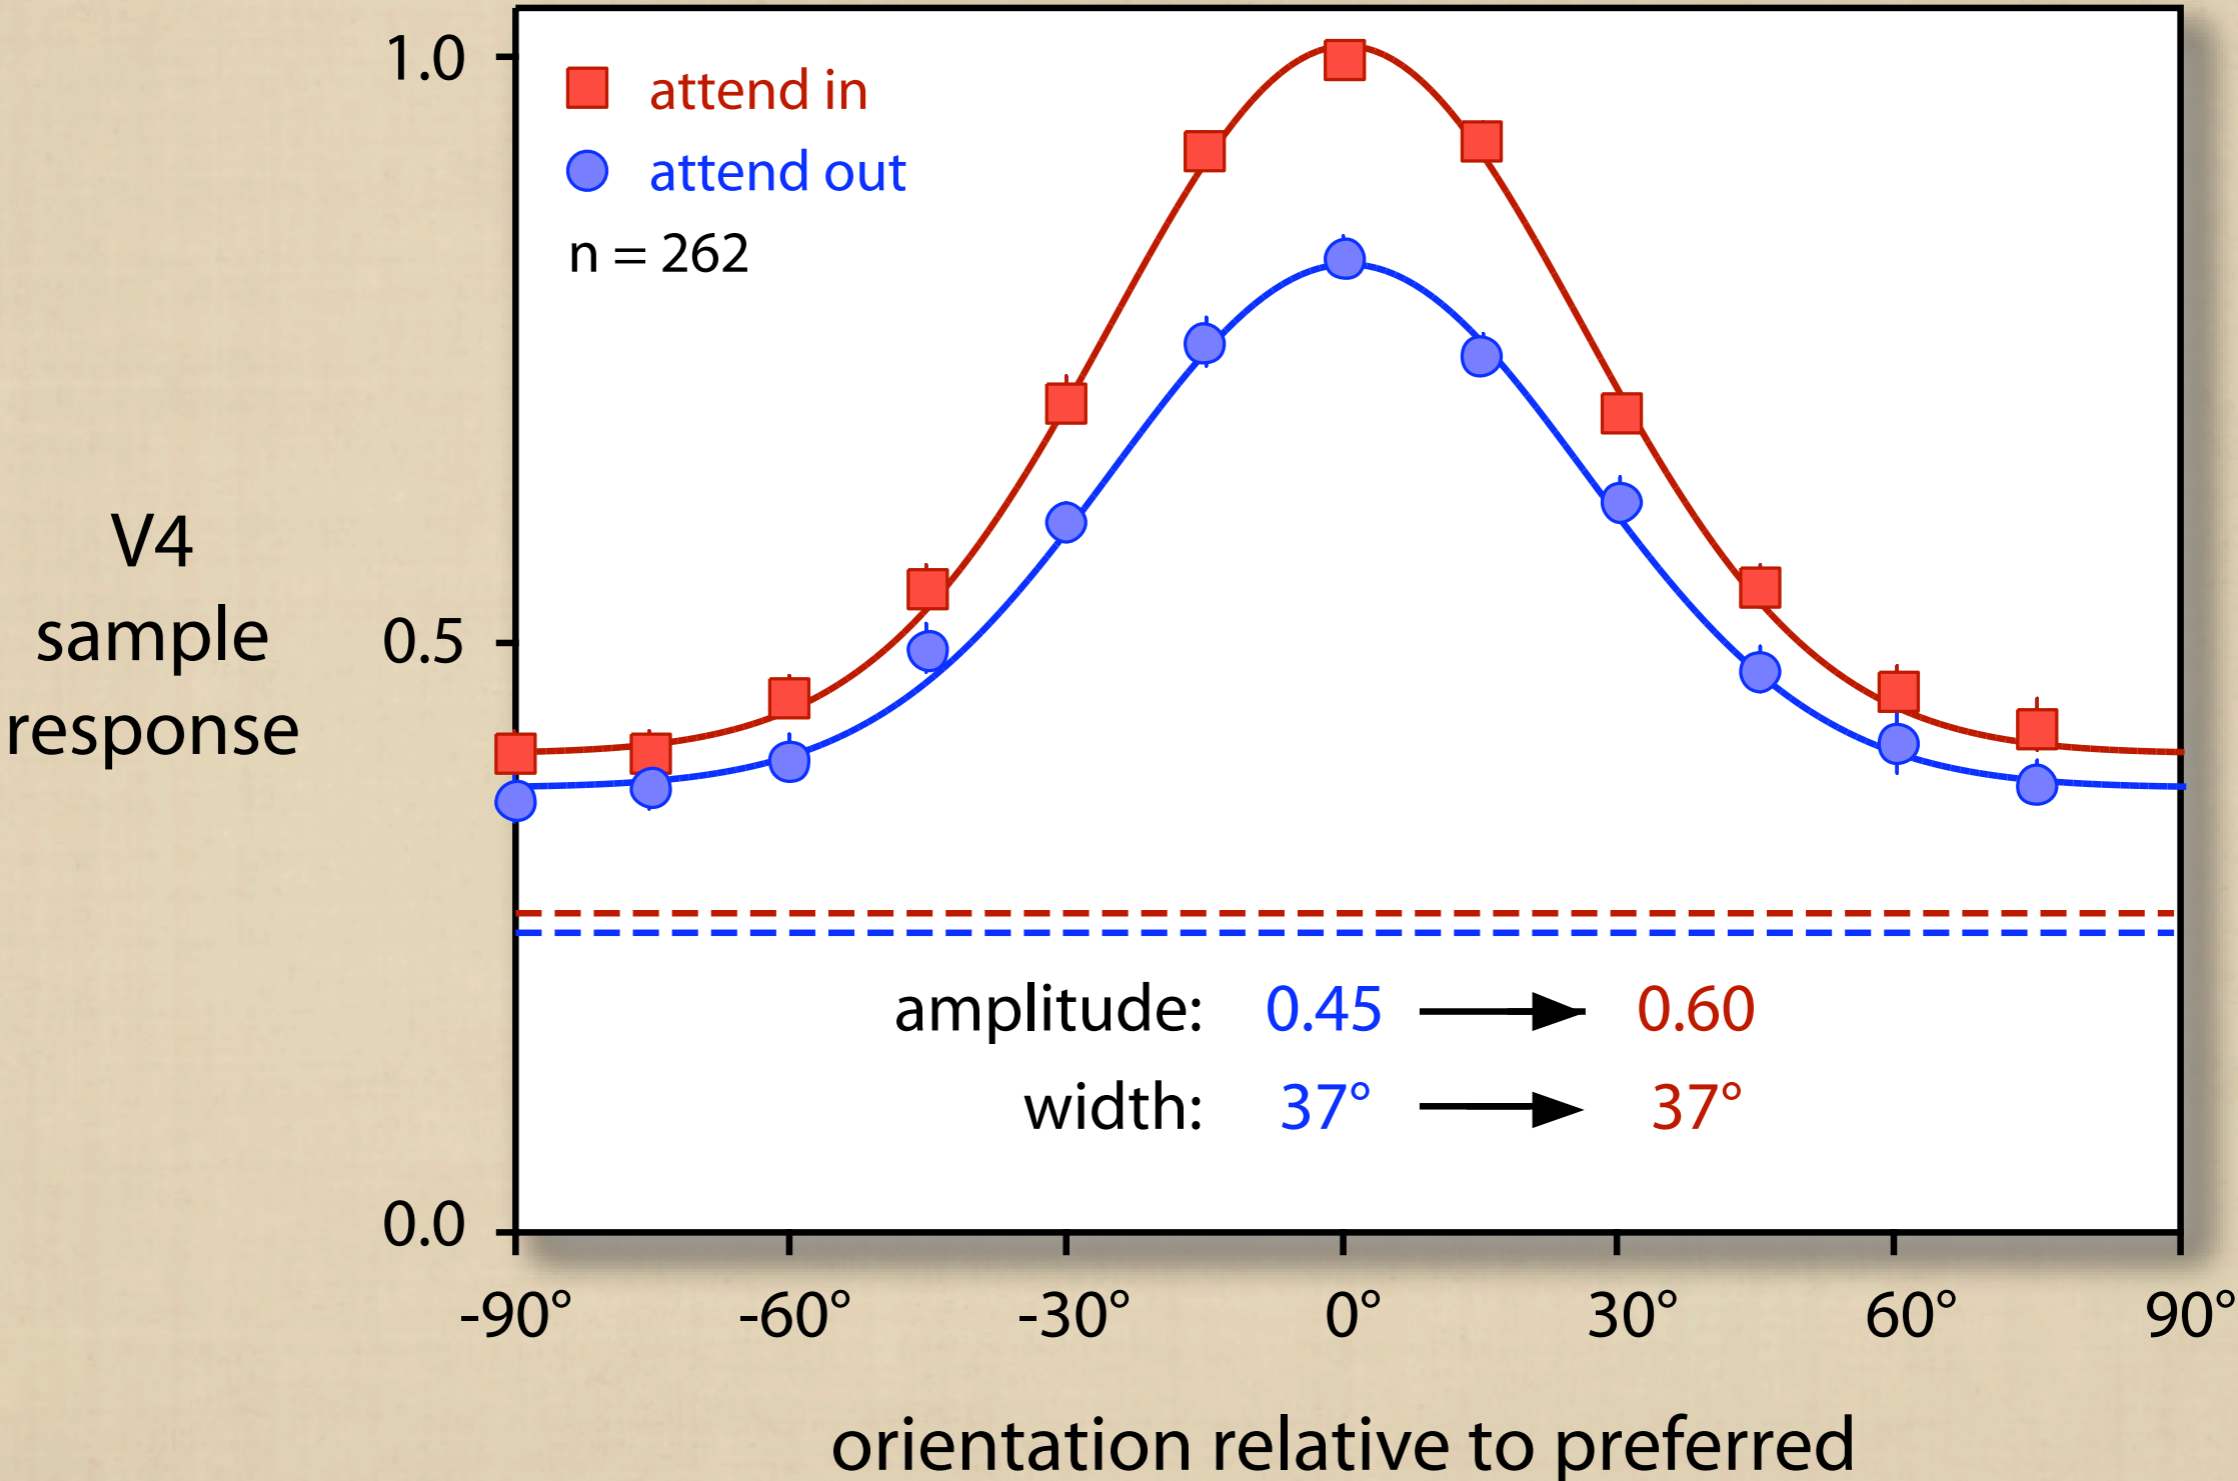 1.0
attend in
attend out
n = 262
V4
sample
response
0.5
amplitude: 0.45 0.60
width: 37° 37°
0.0
-90° -60° -30° 0° 30° 60° 90°
orientation relative to preferred